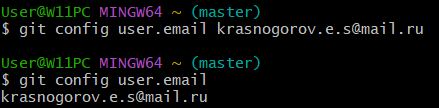 User@W11PC MINGW64 ~ (master)
$ git config user.email krasnogorov.e.s@mail.ru
User@W11PC MINGW64 ~ (master)
$ git config user.email
krasnogorov.e.s@mail.ru